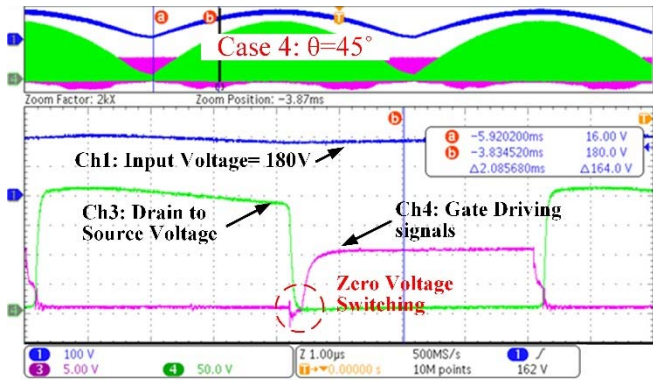 a b T
1
Case 4: θ=45°
4
Zoom Factor: 2kX Zoom Position: -3.87ms
b T
a -5.920200ms 16.00 V
b -3.834520ms 180.0 V
Δ2.085680ms Δ164.0 V
Ch1: Input Voltage= 180V
1
Ch3: Drain to
Source Voltage
Ch4: Gate Driving
signals
Zero Voltage
Switching
4
1 100 V Z 1.00μs 500MS/s 1
3 5.00 V 4 50.0 V T 0.00000 s 10M points 162 V